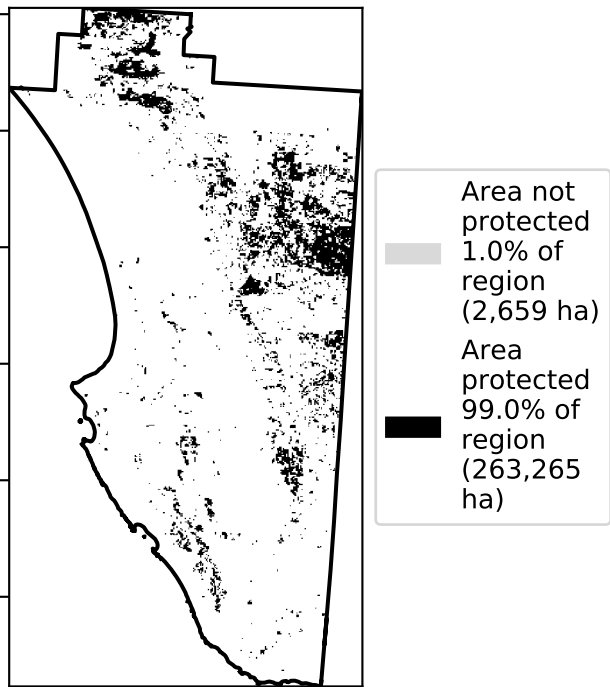 Area not
protected
1.0% of
region
(2,659 ha)
Area
protected
99.0% of
region
(263,265
ha)